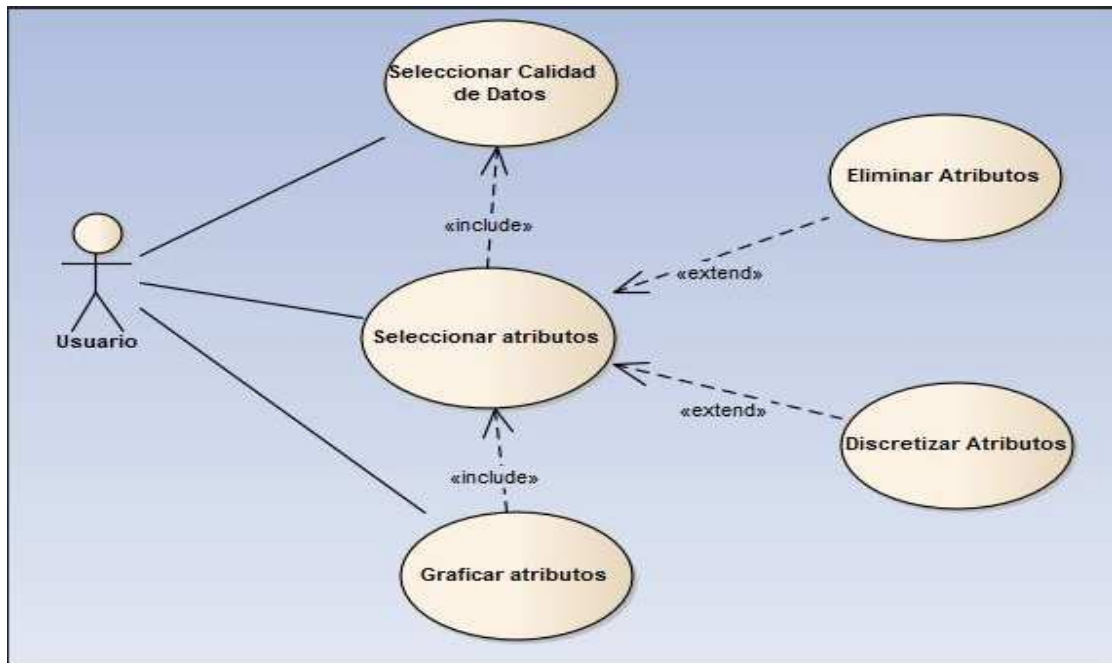 Seleccionar Calidad
de Datos
Eliminar Atributos
«include»
«extend»
Usuario
Seleccionar atributos
«extend»
Discretizar Atributos
«include»
Graficar atributos